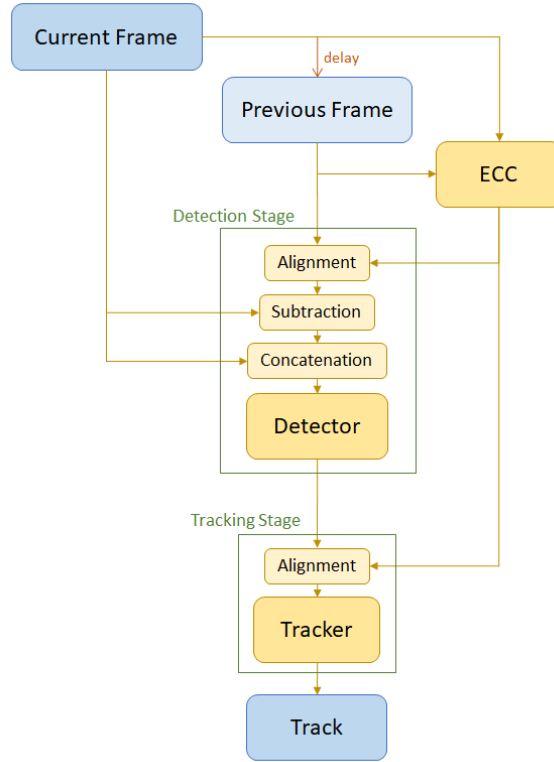 Current Frame
delay
Previous Frame
ECC
Detection Stage
Alignment
Subtraction
Concatenation
Detector
Tracking Stage
Alignment
Tracker
Track